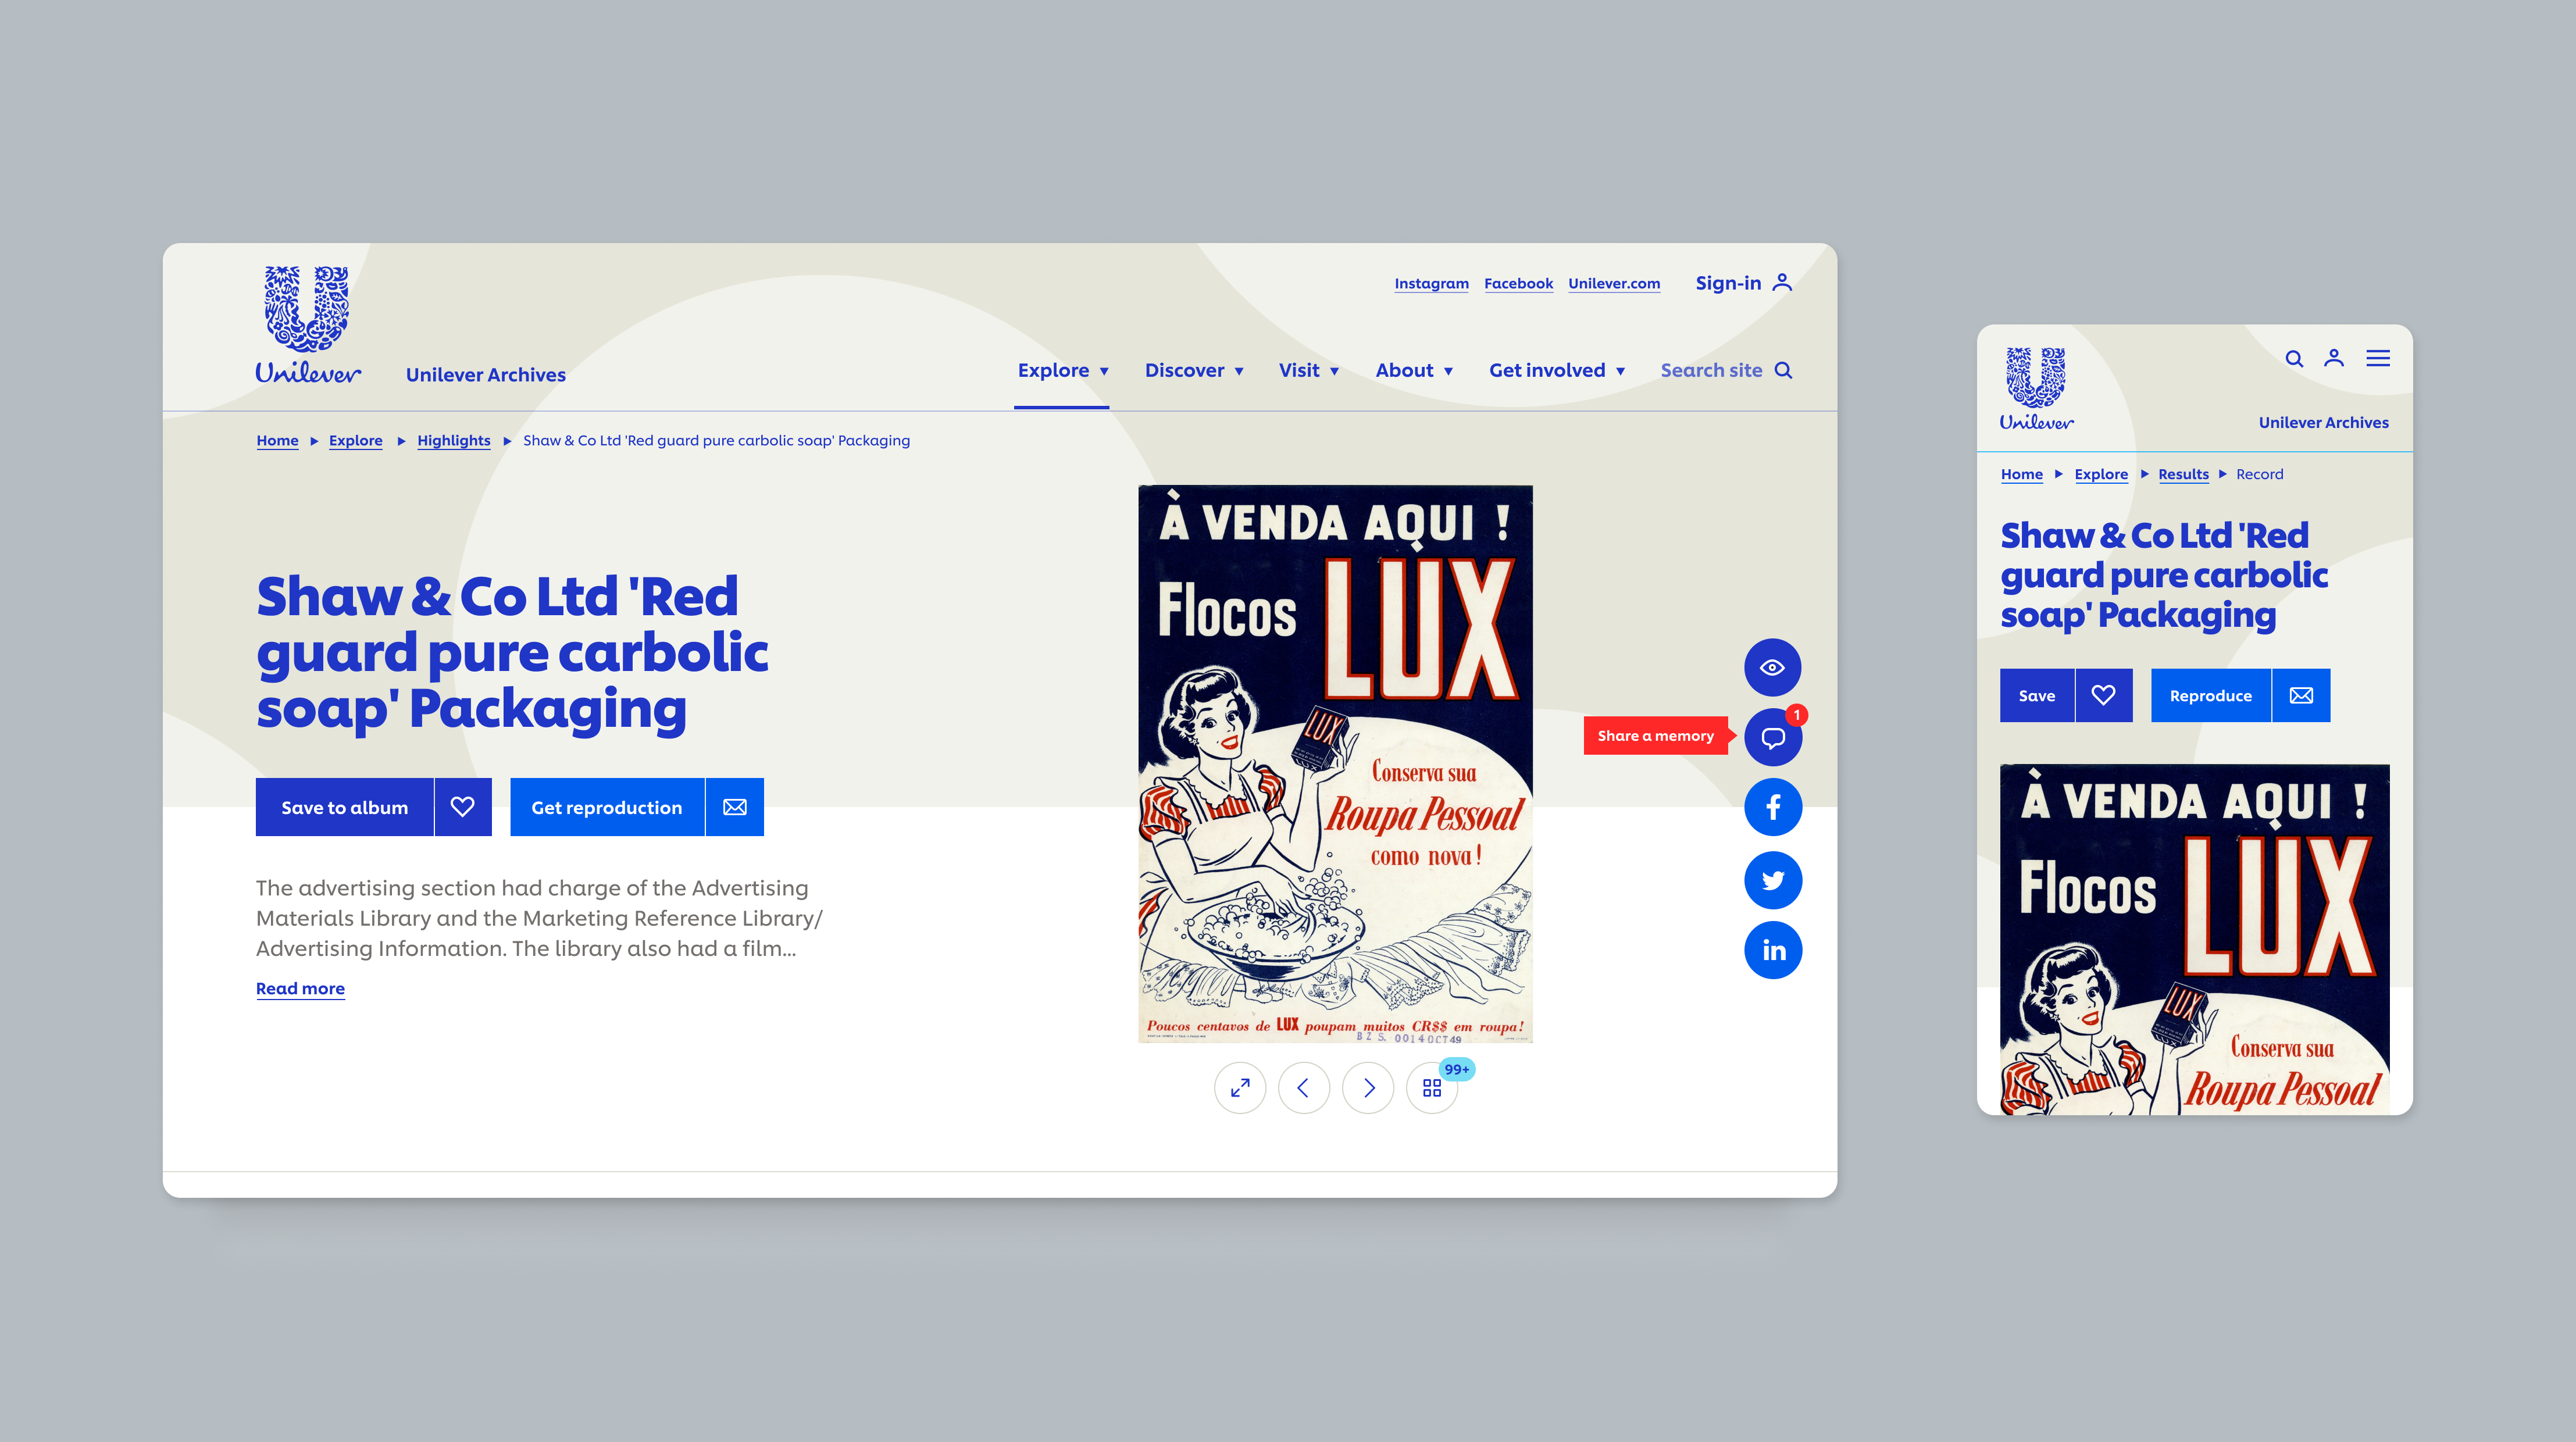 Unilever
Unilever Archives
Instagram Facebook Unilever.com Sign-in
Explore Discover Visit About Get involved Search site
Home Explore Highlights Shaw & Co Ltd 'Red guard pure carbolic soap' Packaging
Shaw & Co Ltd 'Red
guard pure carbolic
soap' Packaging
Save to album
Get reproduction
The advertising section had charge of the Advertising
Materials Library and the Marketing Reference Library/
Advertising Information. The library also had a film...
Read more
À VENDA AQUI !
Flocos LUX
LUX
Conserva sua
Roupa Pessoal
como nova!
Poucos centavos de LUX poupam muitos CR$$ em roupa!
BZ S. 0014 OCT 49
99+
1
Share a memory
f
in
Unilever
Unilever Archives
Home Explore Results Record
Shaw & Co Ltd 'Red
guard pure carbolic
soap' Packaging
Save
Reproduce
À VENDA AQUI !
Flocos LUX
LUX
Conserva sua
Roupa Pessoal